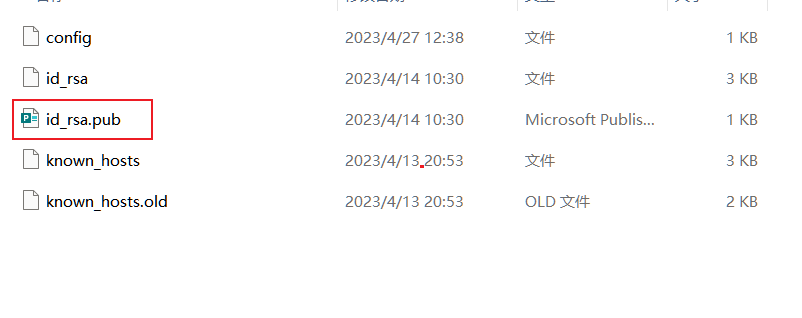 config 2023/4/27 12:38 文件 1 KB
id_rsa 2023/4/14 10:30 文件 3 KB
id_rsa.pub 2023/4/14 10:30 Microsoft Publis... 1 KB
known_hosts 2023/4/13 20:53 文件 3 KB
known_hosts.old 2023/4/13 20:53 OLD 文件 2 KB